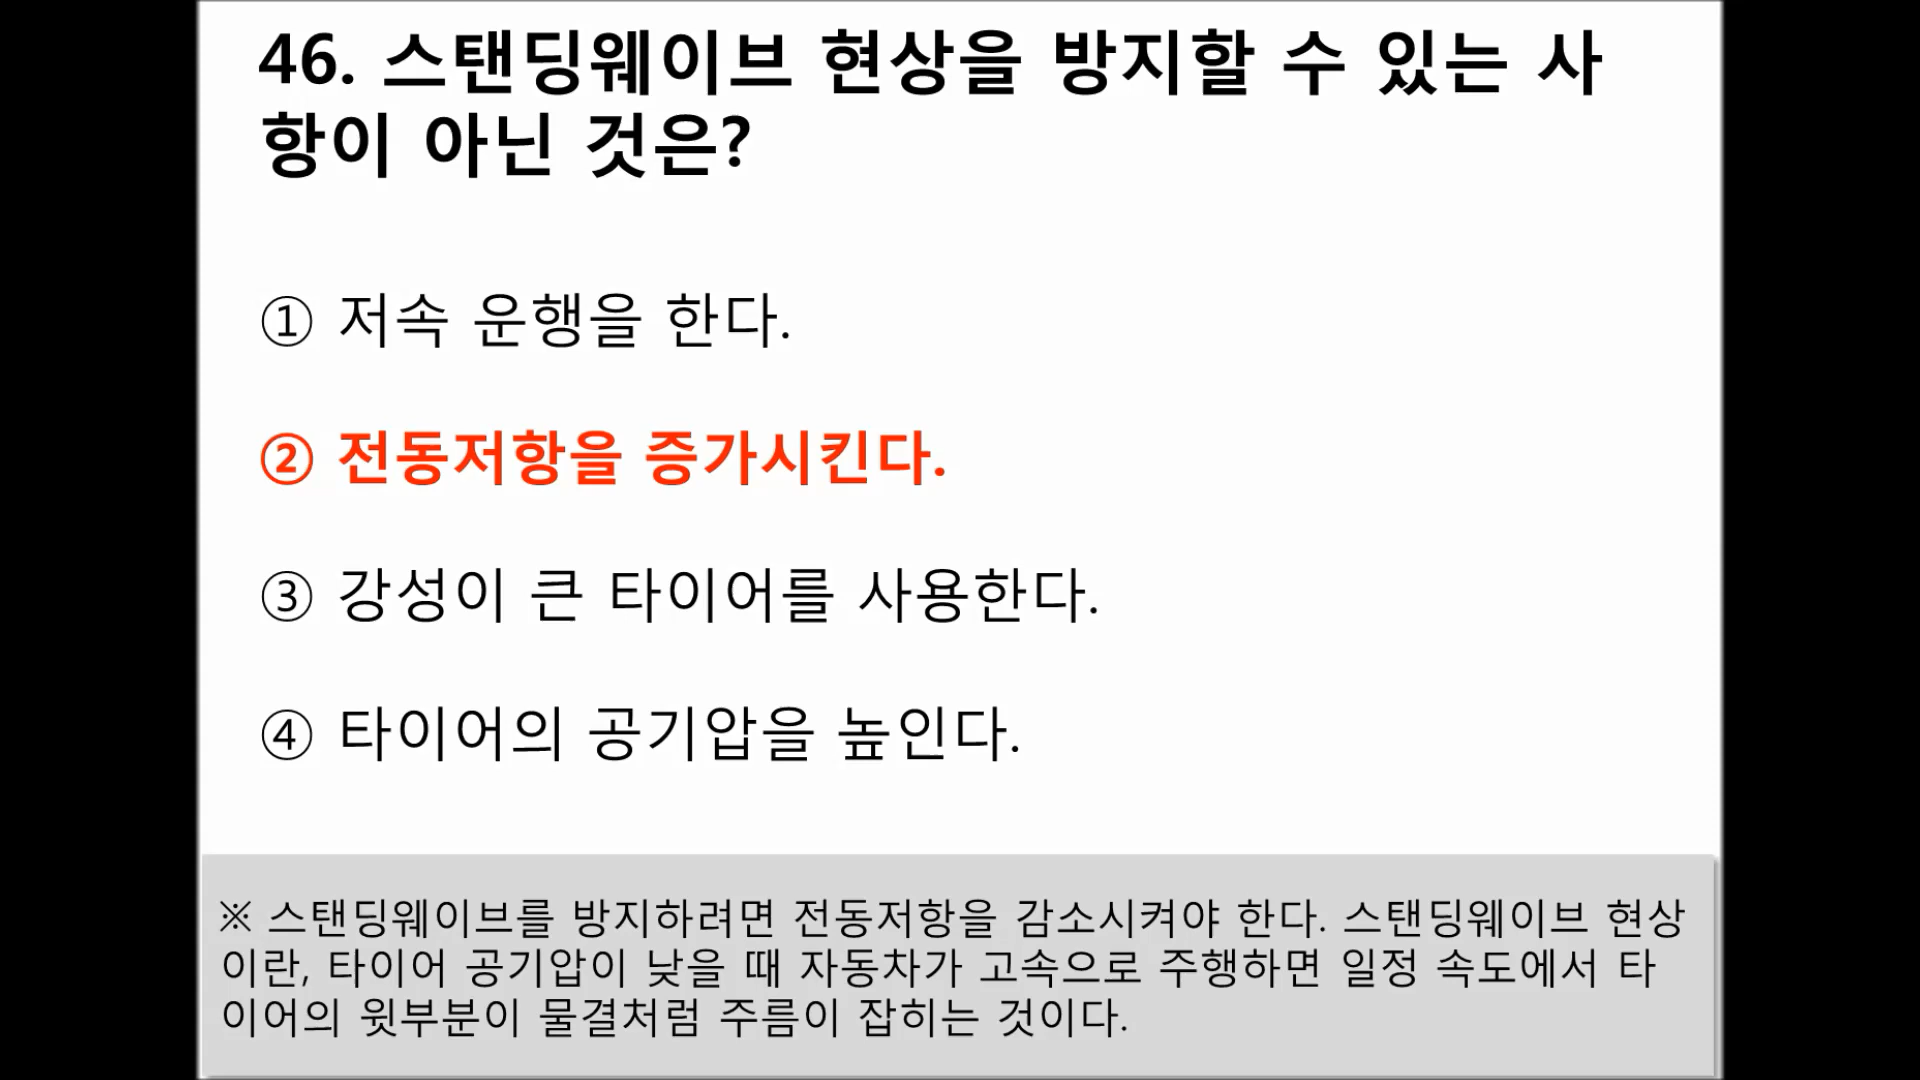 46. 스탠딩웨이브 현상을 방지할 수 있는 사
항이 아닌 것은?
① 저속 운행을 한다.
② 전동저항을 증가시킨다.
③ 강성이 큰 타이어를 사용한다.
④ 타이어의 공기압을 높인다.
※ 스탠딩웨이브를 방지하려면 전동저항을 감소시켜야 한다. 스탠딩웨이브 현상
이란, 타이어 공기압이 낮을 때 자동차가 고속으로 주행하면 일정 속도에서 타
이어의 윗부분이 물결처럼 주름이 잡히는 것이다.